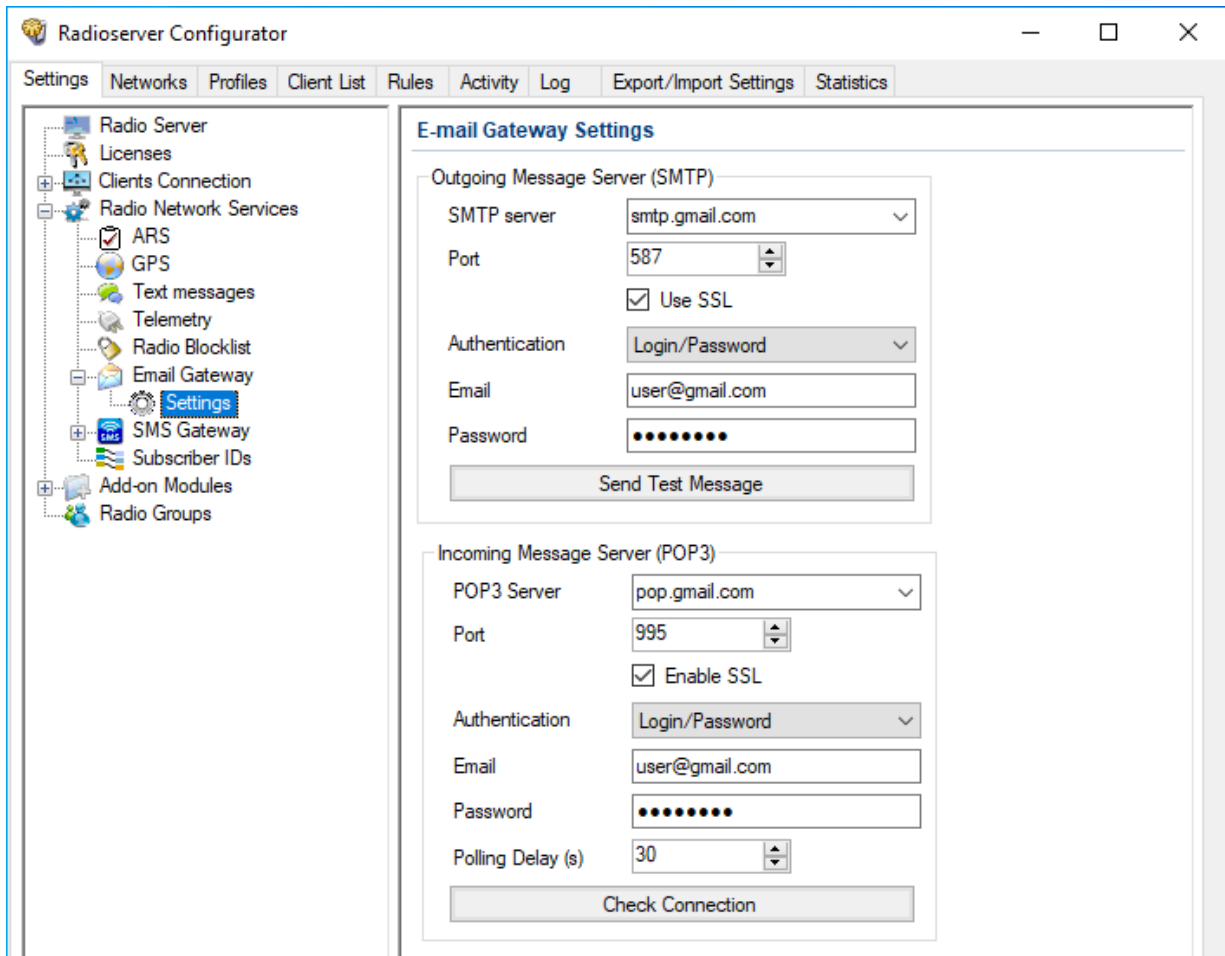 Radioserver Configurator
Settings Networks Profiles Client List Rules Activity Log Export/Import Settings Statistics
Radio Server
Licenses
Clients Connection
Radio Network Services
ARS
GPS
Text messages
Telemetry
Radio Blocklist
Email Gateway
Settings
SMS
SMS Gateway
Subscriber IDs
Add-on Modules
Radio Groups
E-mail Gateway Settings
Outgoing Message Server (SMTP)
SMTP server smtp.gmail.com
Port 587
Use SSL
Authentication Login/Password
Email user@gmail.com
Password ●●●●●●●●
Send Test Message
Incoming Message Server (POP3)
POP3 Server pop.gmail.com
Port 995
Enable SSL
Authentication Login/Password
Email user@gmail.com
Password ●●●●●●●●
Polling Delay (s) 30
Check Connection